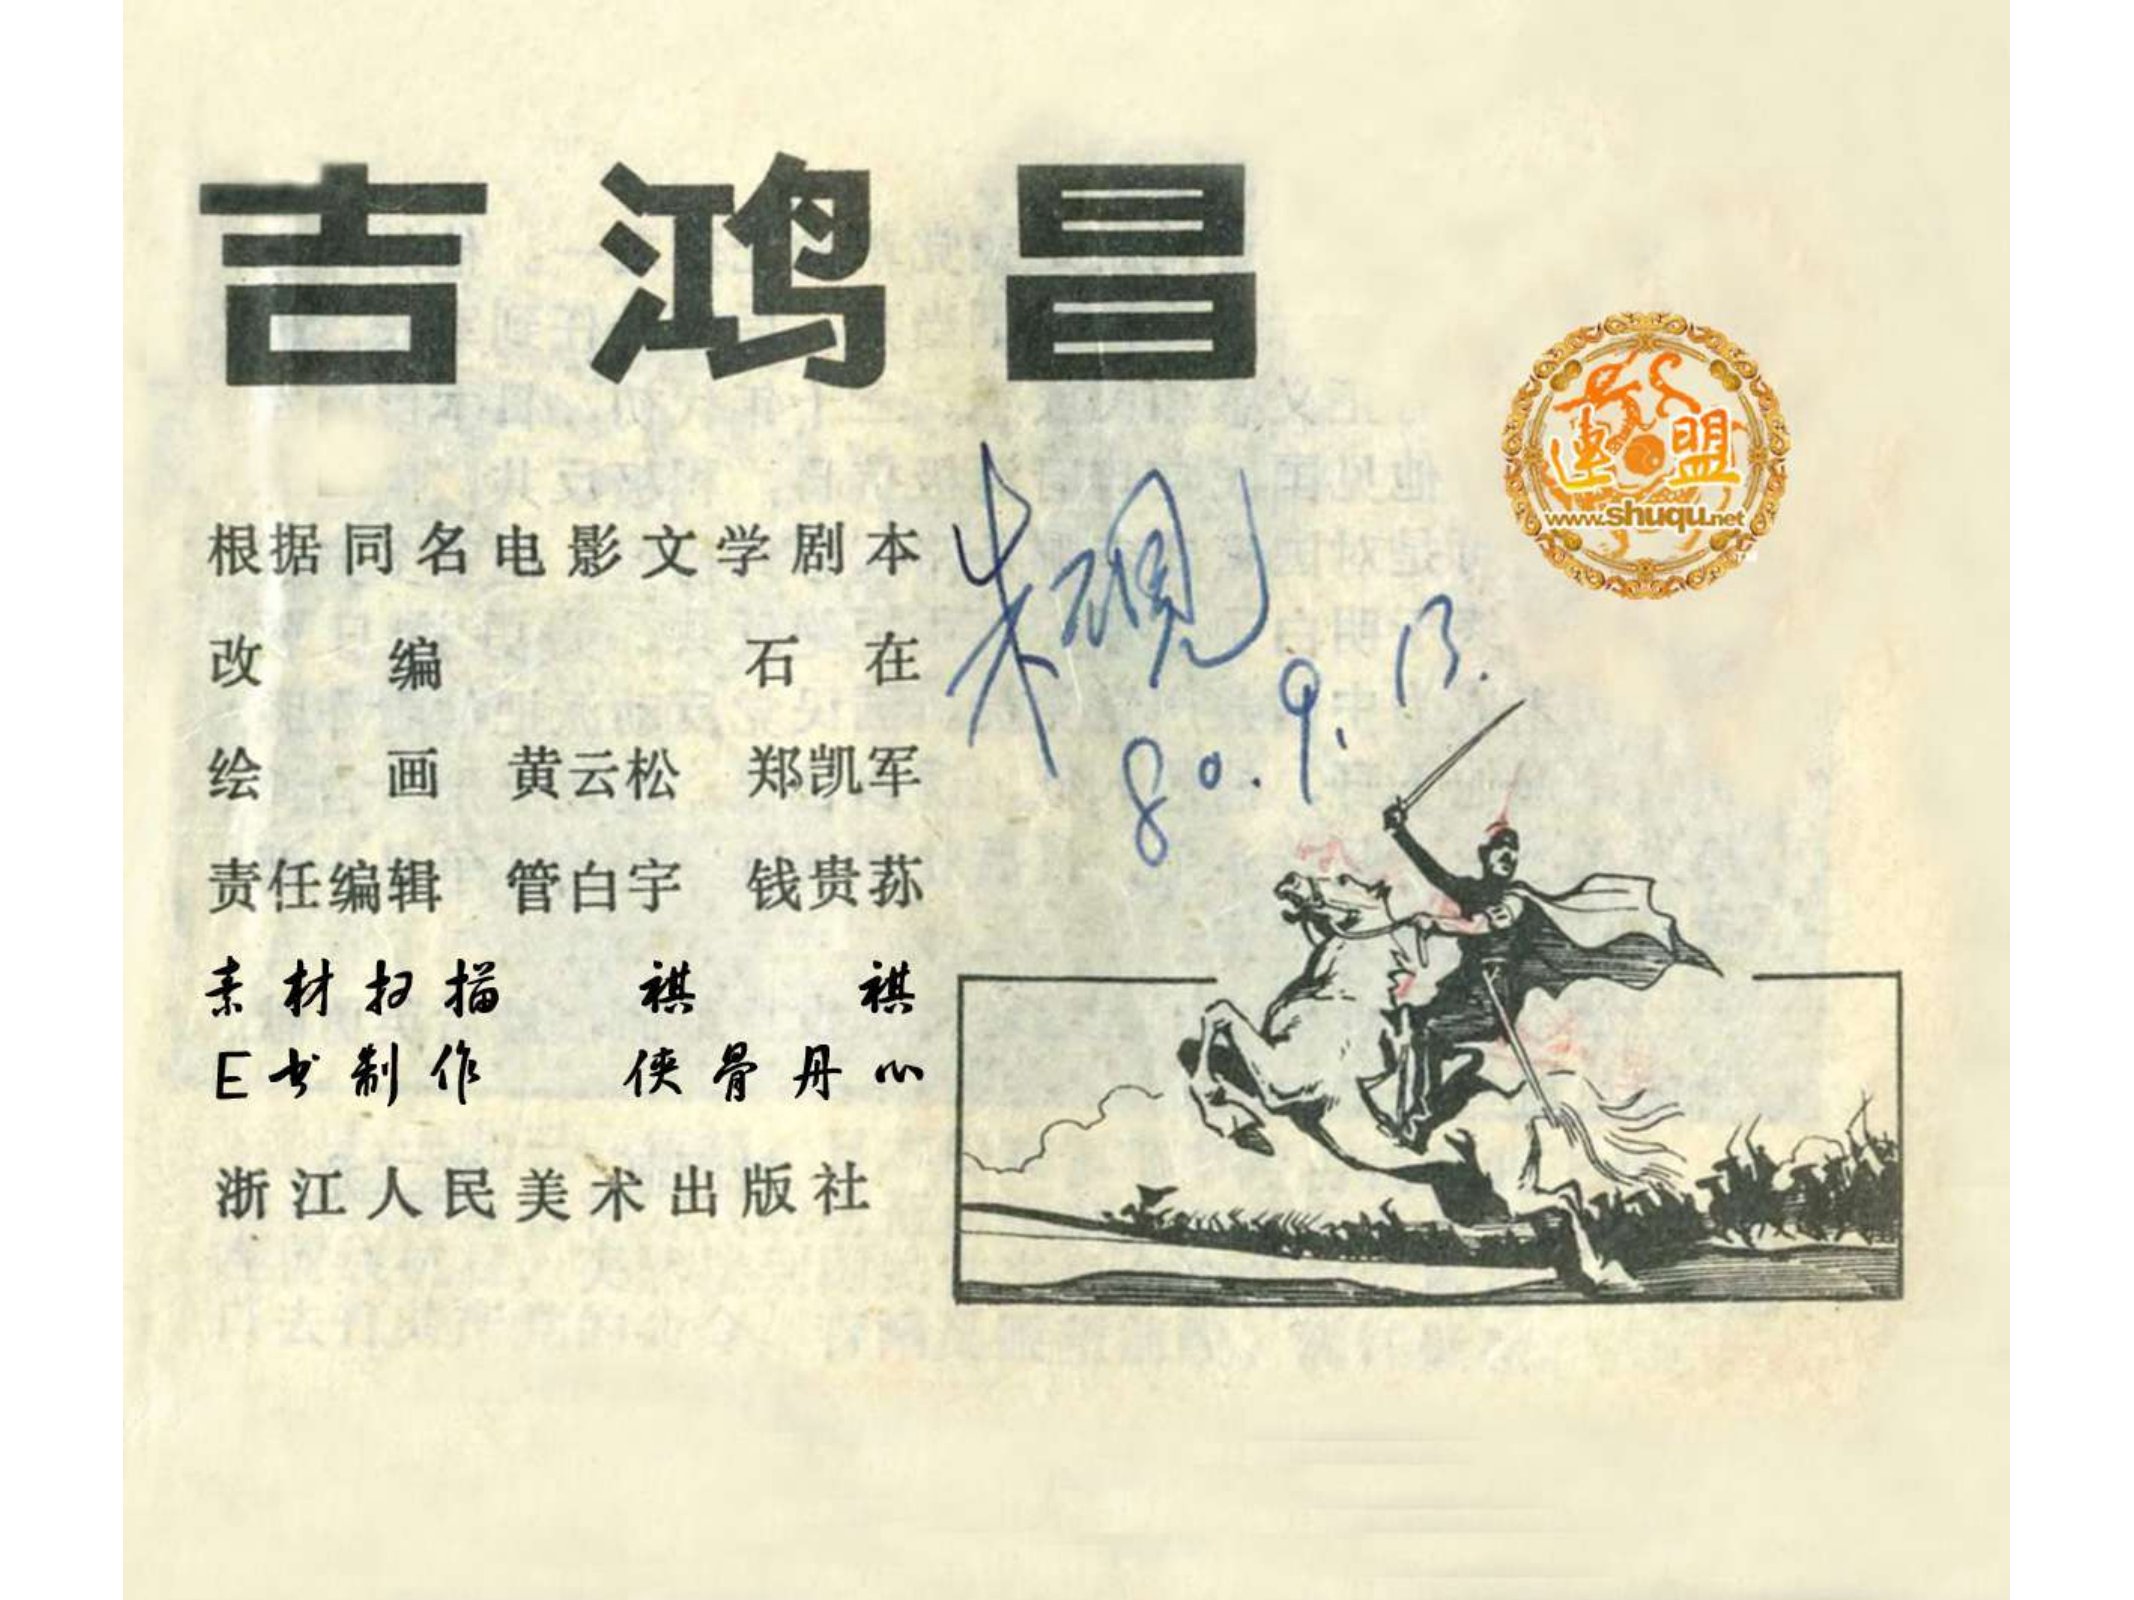 吉鸿昌
連盟
www.shuqu.net
根据同名电影文学剧本
改编 石在
绘画 黄云松 郑凯军
责任编辑 管白宇 钱贵荪
素材扫描 祺祺
E书制作 侠骨丹心
浙江人民美术出版社
80.9.13.